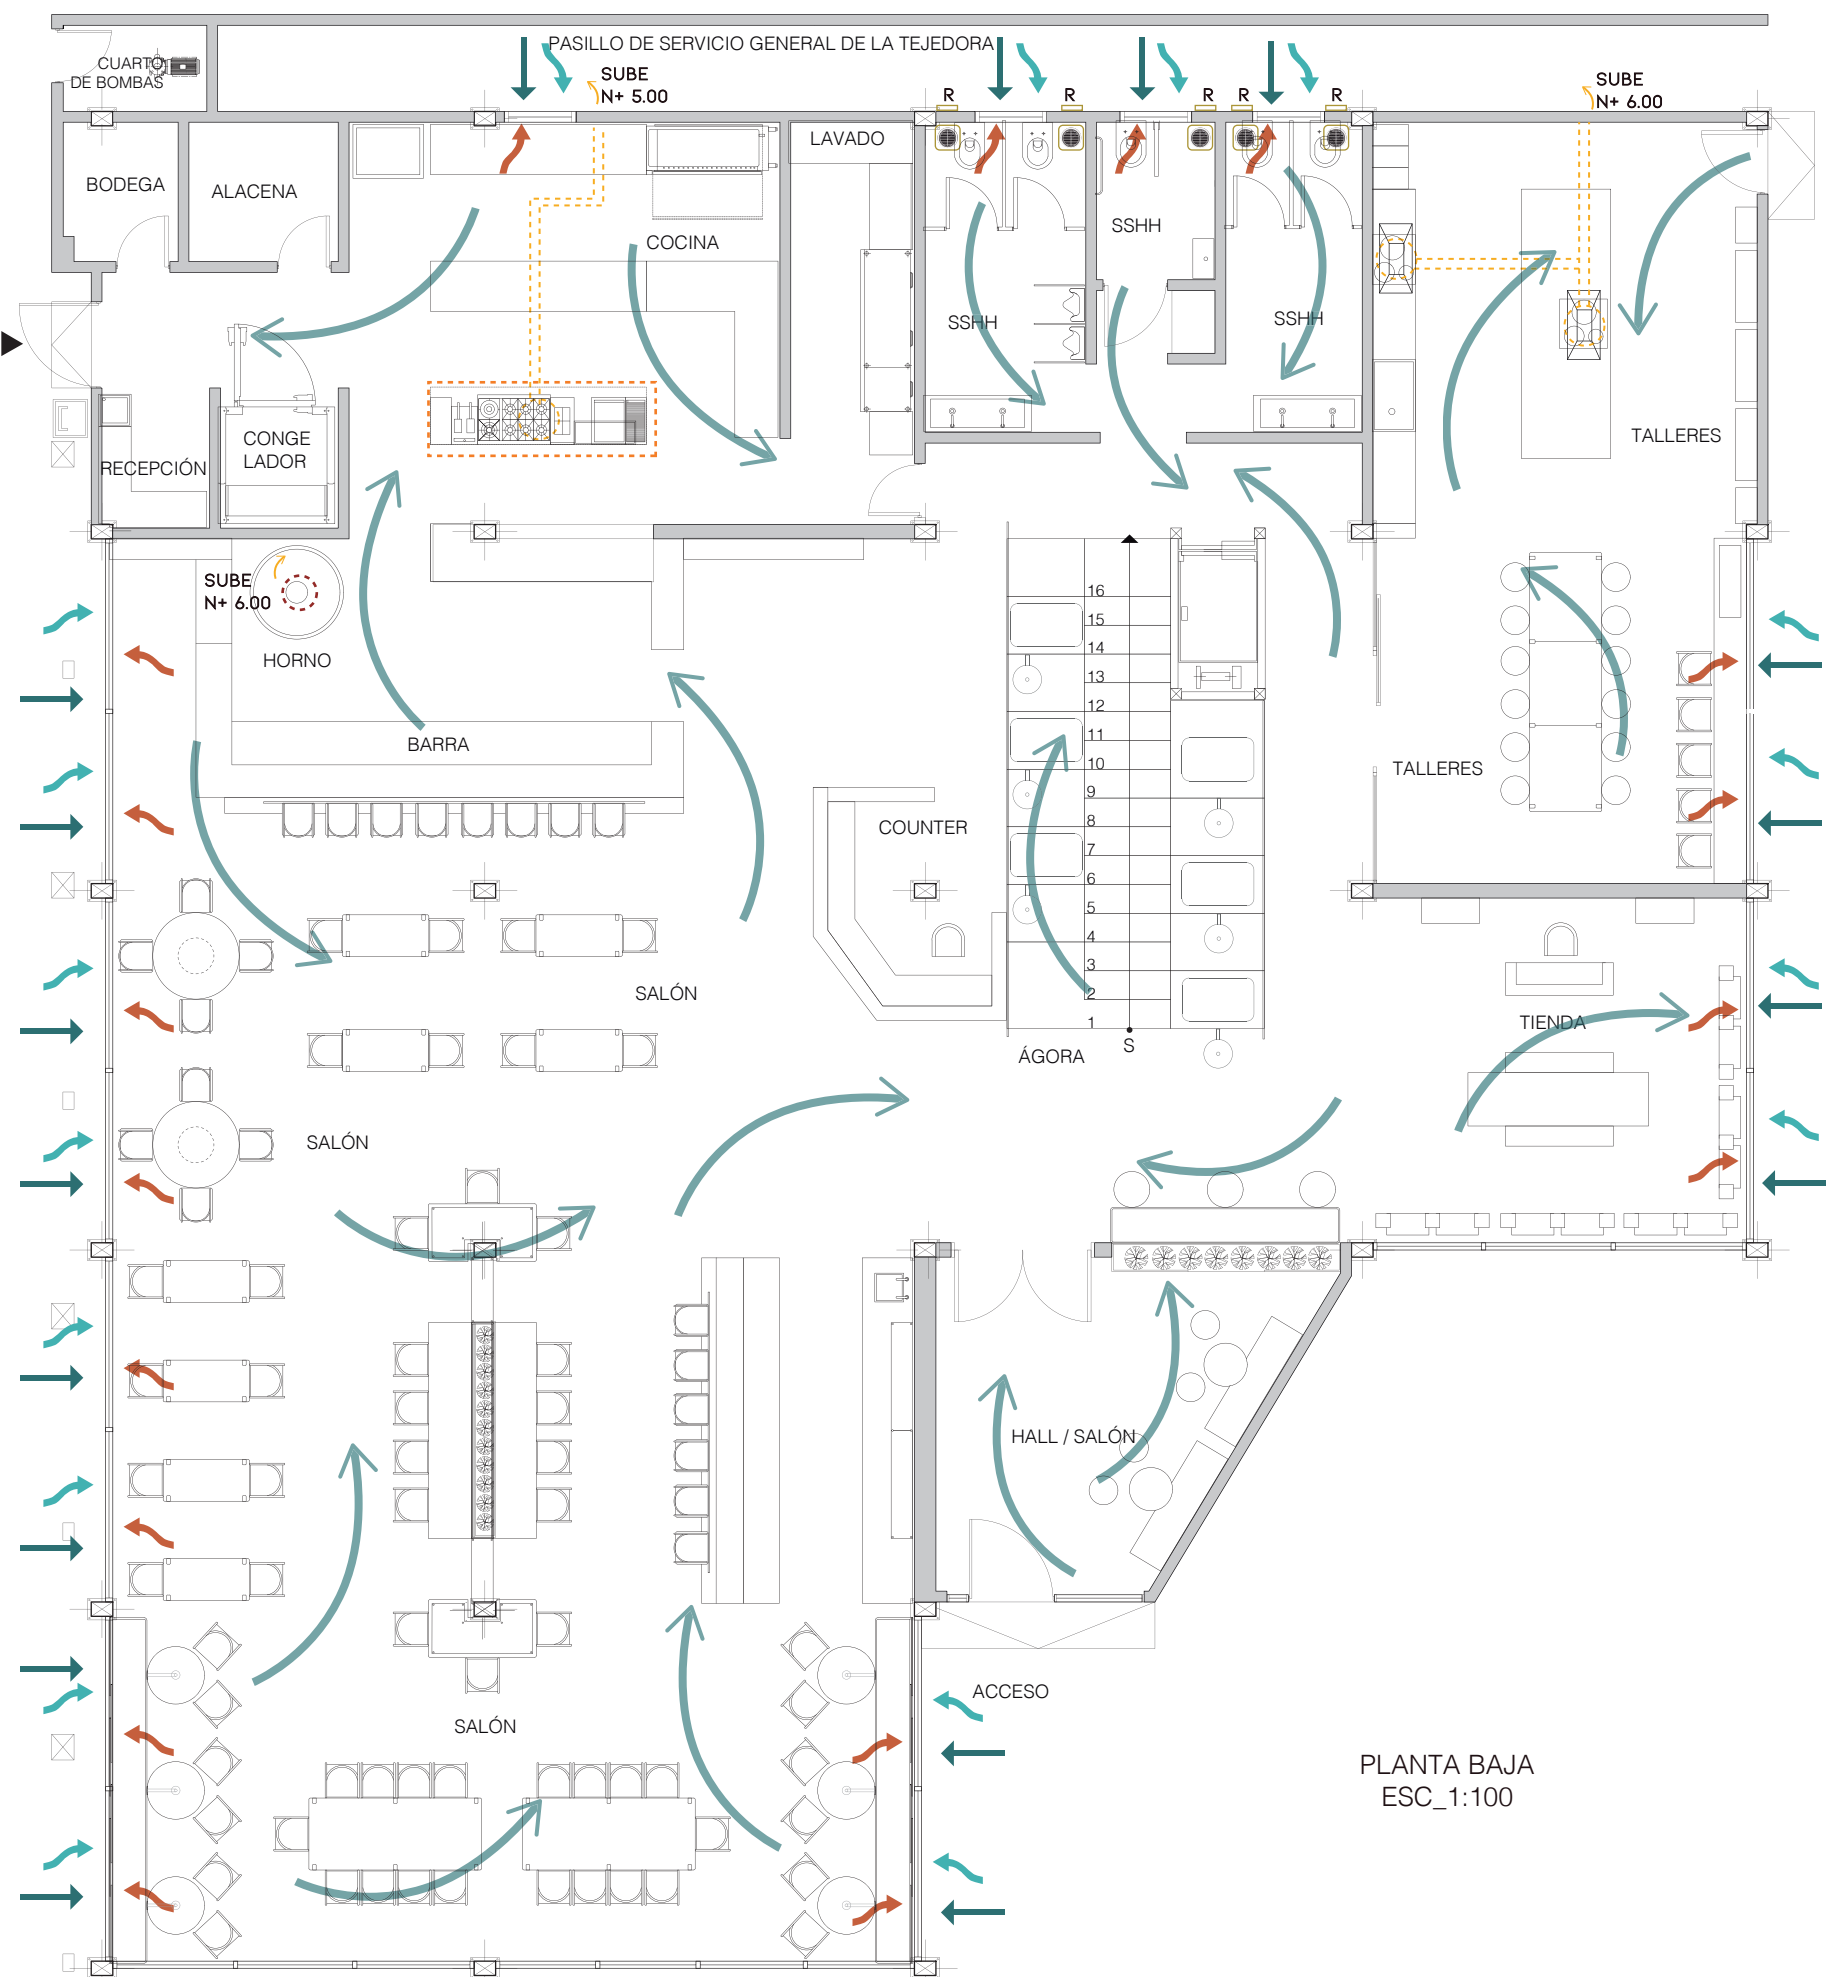 PASILLO DE SERVICIO GENERAL DE LA TEJEDORA
CUARTO
DE BOMBAS
SUBE
N+ 5.00
SUBE
N+ 6.00
R
R
R
R
R
LAVADO
BODEGA
ALACENA
COCINA
SSHH
SSHH
SSHH
TALLERES
CONGE
LADOR
RECEPCIÓN
SUBE
N+ 6.00
HORNO
BARRA
16
15
14
13
12
11
10
9
8
7
6
5
4
3
2
1
S
TALLERES
COUNTER
SALÓN
TIENDA
ÁGORA
SALÓN
HALL / SALÓN
ACCESO
SALÓN
PLANTA BAJA
ESC_1:100